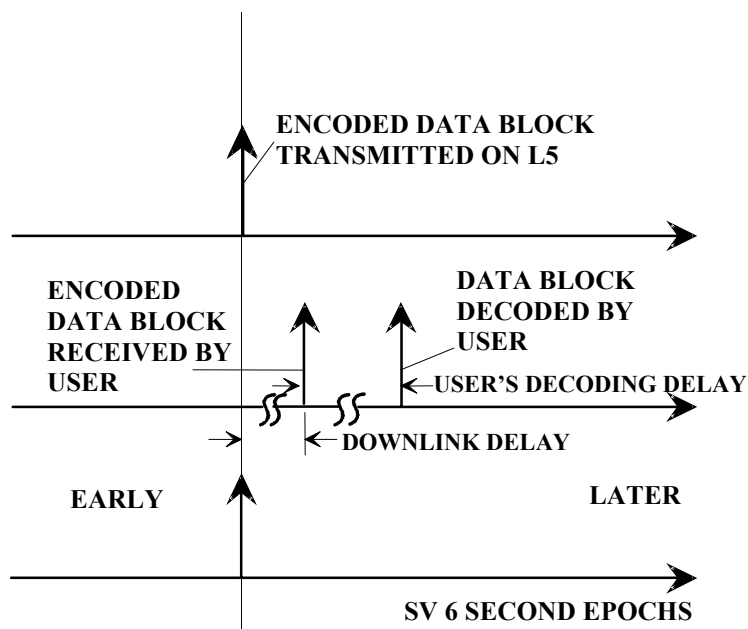 ENCODED DATA BLOCK
TRANSMITTED ON L5
ENCODED
DATA BLOCK
RECEIVED BY
USER
DATA BLOCK
DECODED BY
USER
USER'S DECODING DELAY
DOWNLINK DELAY
EARLY
LATER
SV 6 SECOND EPOCHS